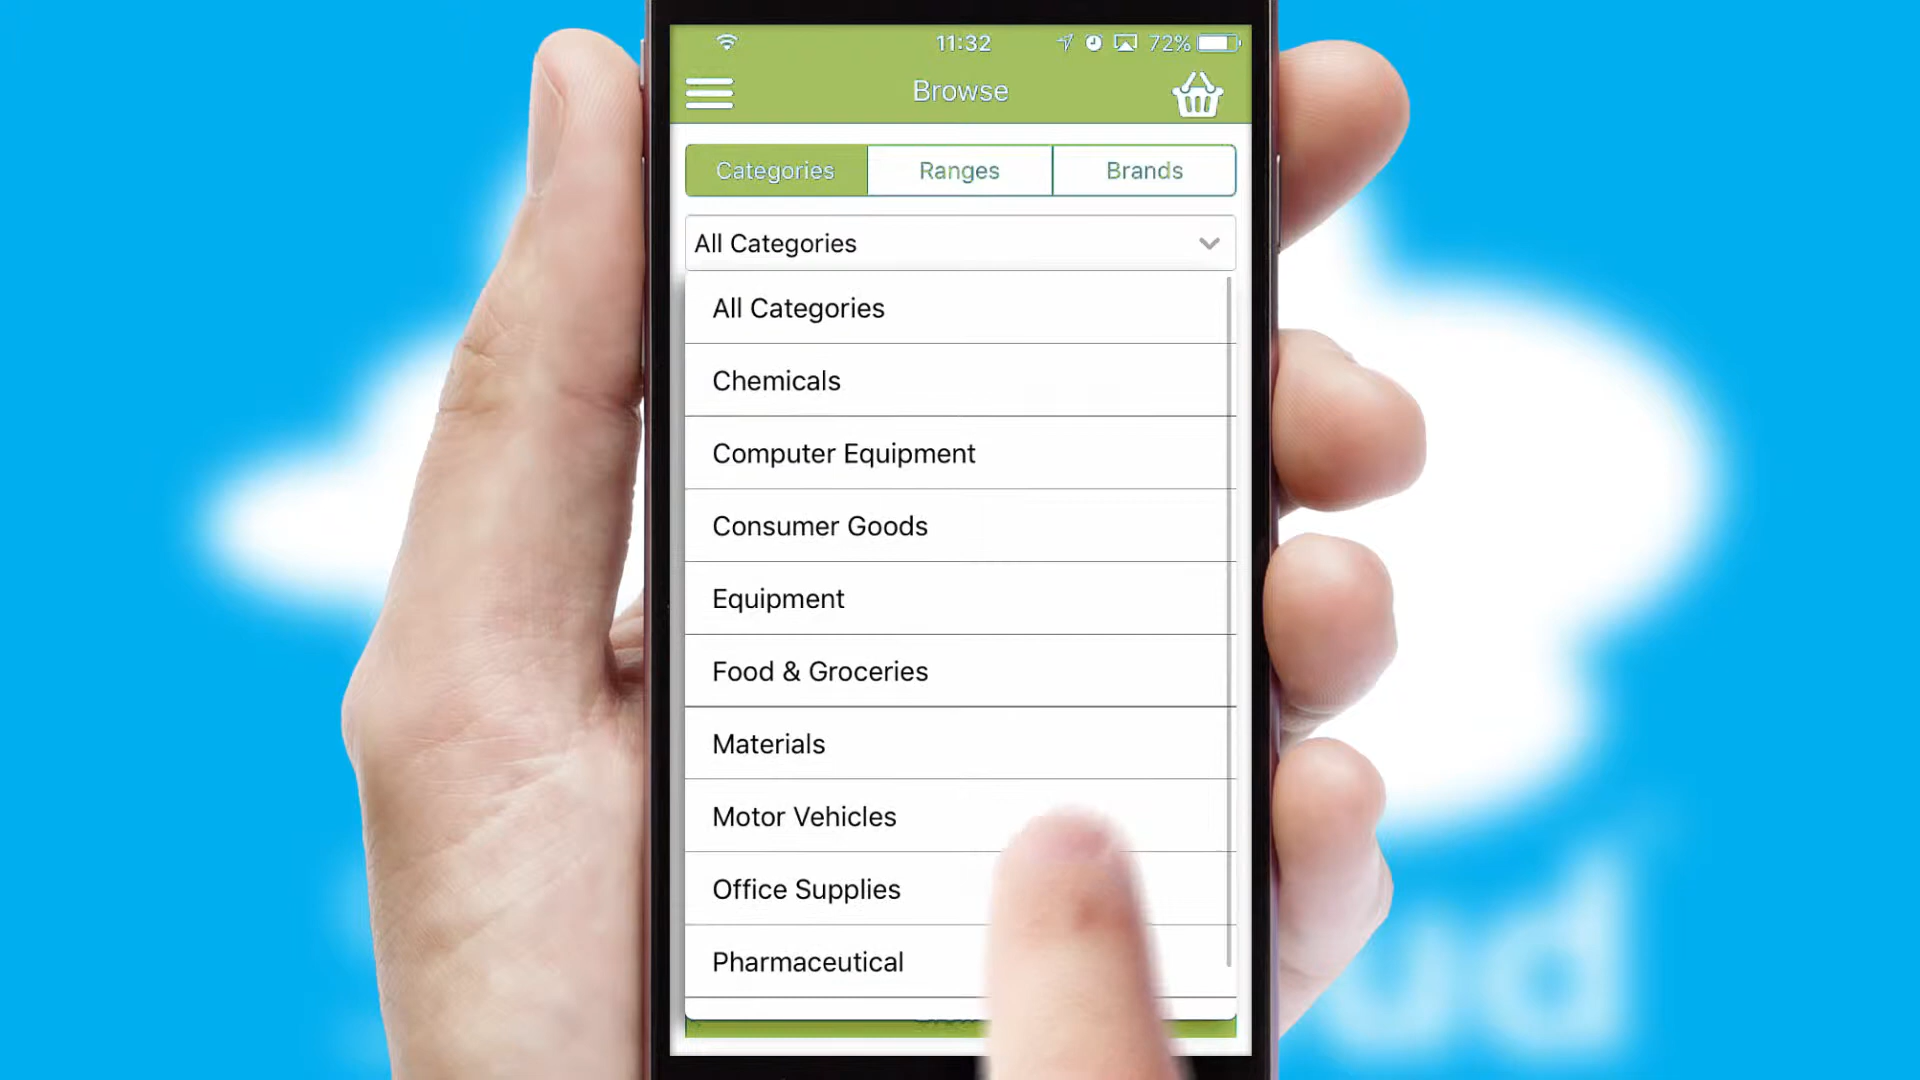 11:32 72%
Browse
Categories Ranges Brands
All Categories
All Categories
Chemicals
Computer Equipment
Consumer Goods
Equipment
Food & Groceries
Materials
Motor Vehicles
Office Supplies
Pharmaceutical
ud